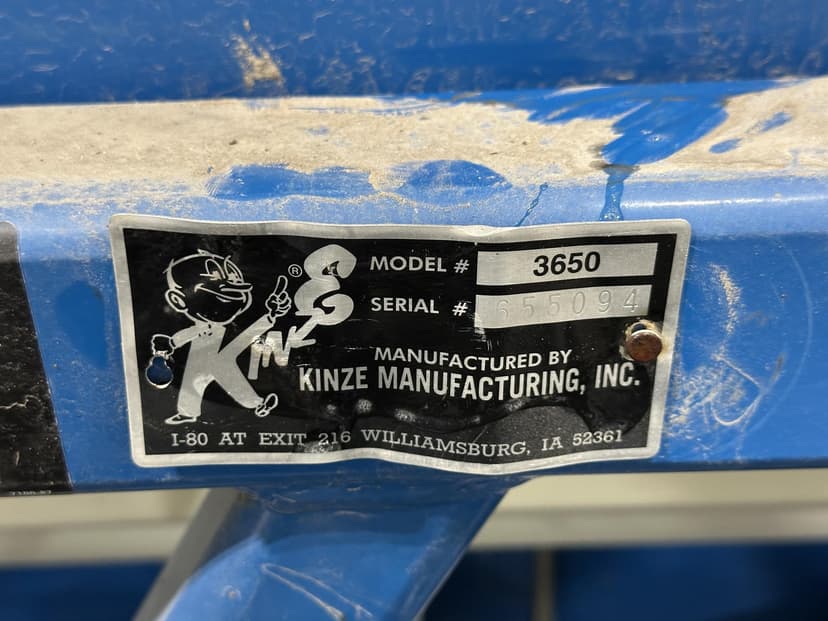 KINZE ®
MODEL # 3650
SERIAL # 655094
MANUFACTURED BY
KINZE MANUFACTURING, INC.
I-80 AT EXIT 216 WILLIAMSBURG, IA 52361